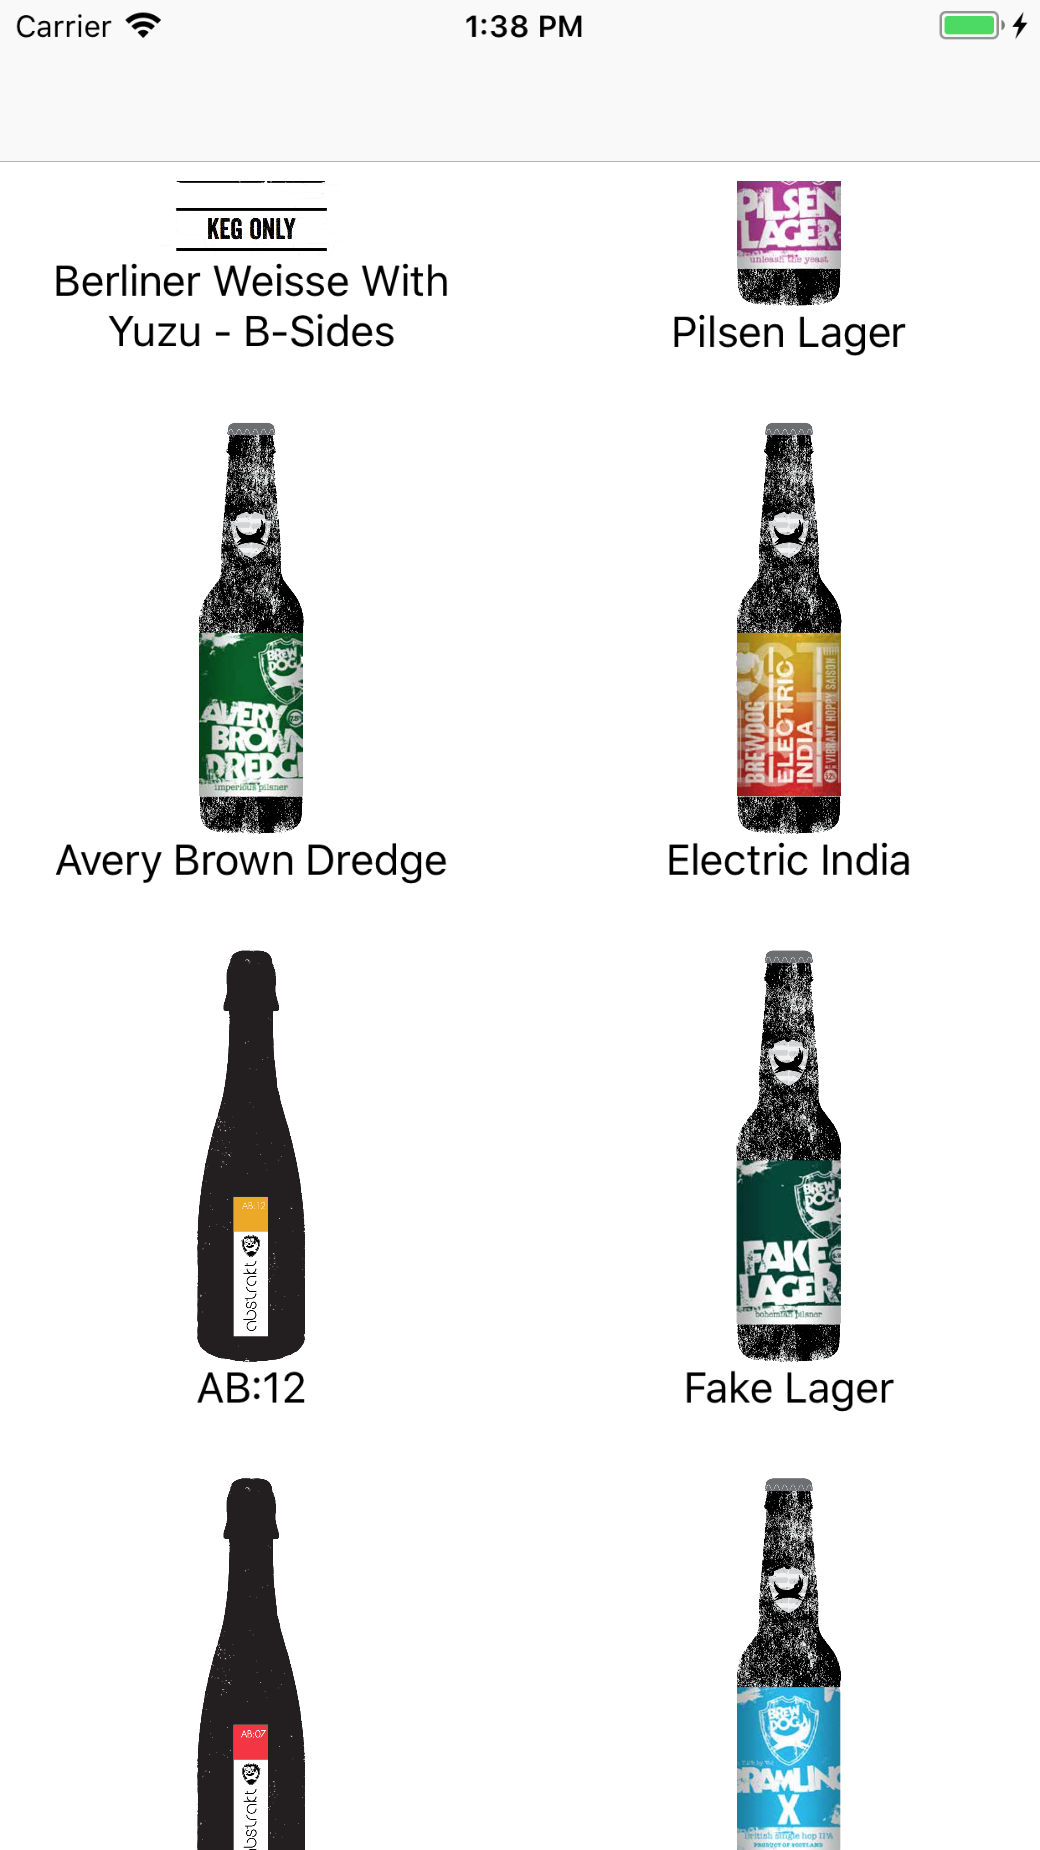 Carrier
1:38 PM
KEG ONLY
Berliner Weisse With
Yuzu - B-Sides
PILSEN
LAGER
unleash the yeast
Pilsen Lager
BREW
DOG
AVERY
BROWN
DREDG
imperious pilsner
Avery Brown Dredge
BREWDOG
ELECTRIC
INDIA
VIBRANT HOPPY SAISON
Electric India
AB:12
abstrakt
AB:12
BREW
DOG
FAKE
LAGER
bohemian pilsner
Fake Lager
AB:07
abstrakt
BREW
DOG
BRAMLING
X
british single hop IPA
PRODUCT OF SCOTLAND